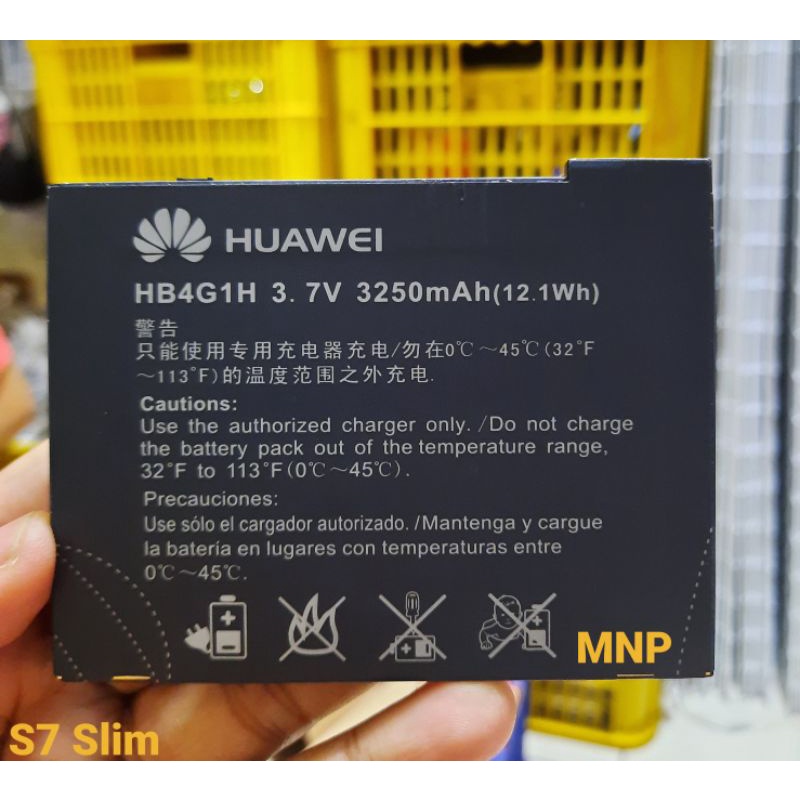 HUAWEI
HB4G1H 3.7V 3250mAh(12.1Wh)
警告
只能使用专用充电器充电/勿在0℃～45℃(32°F
～113°F)的温度范围之外充电.
Cautions:
Use the authorized charger only. /Do not charge
the battery pack out of the temperature range,
32°F to 113°F(0℃～45℃).
Precauciones:
Use sólo el cargador autorizado. /Mantenga y cargue
la batería en lugares con temperaturas entre
0℃～45℃.
MNP
S7 Slim